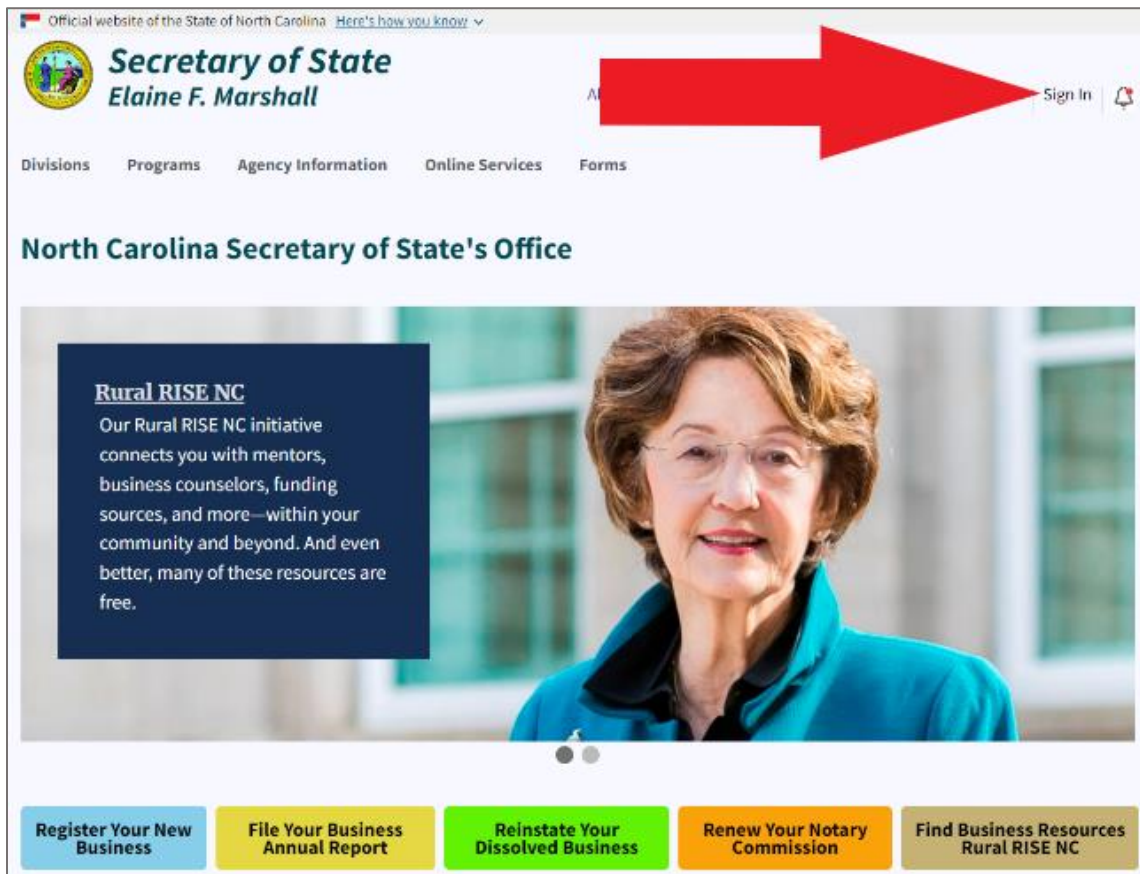 Official website of the State of North Carolina Here's how you know
Secretary of State
Elaine F. Marshall
Sign In
Divisions Programs Agency Information Online Services Forms
North Carolina Secretary of State's Office
Rural RISE NC
Our Rural RISE NC initiative
connects you with mentors,
business counselors, funding
sources, and more—within your
community and beyond. And even
better, many of these resources are
free.
Register Your New
Business
File Your Business
Annual Report
Reinstate Your
Dissolved Business
Renew Your Notary
Commission
Find Business Resources
Rural RISE NC